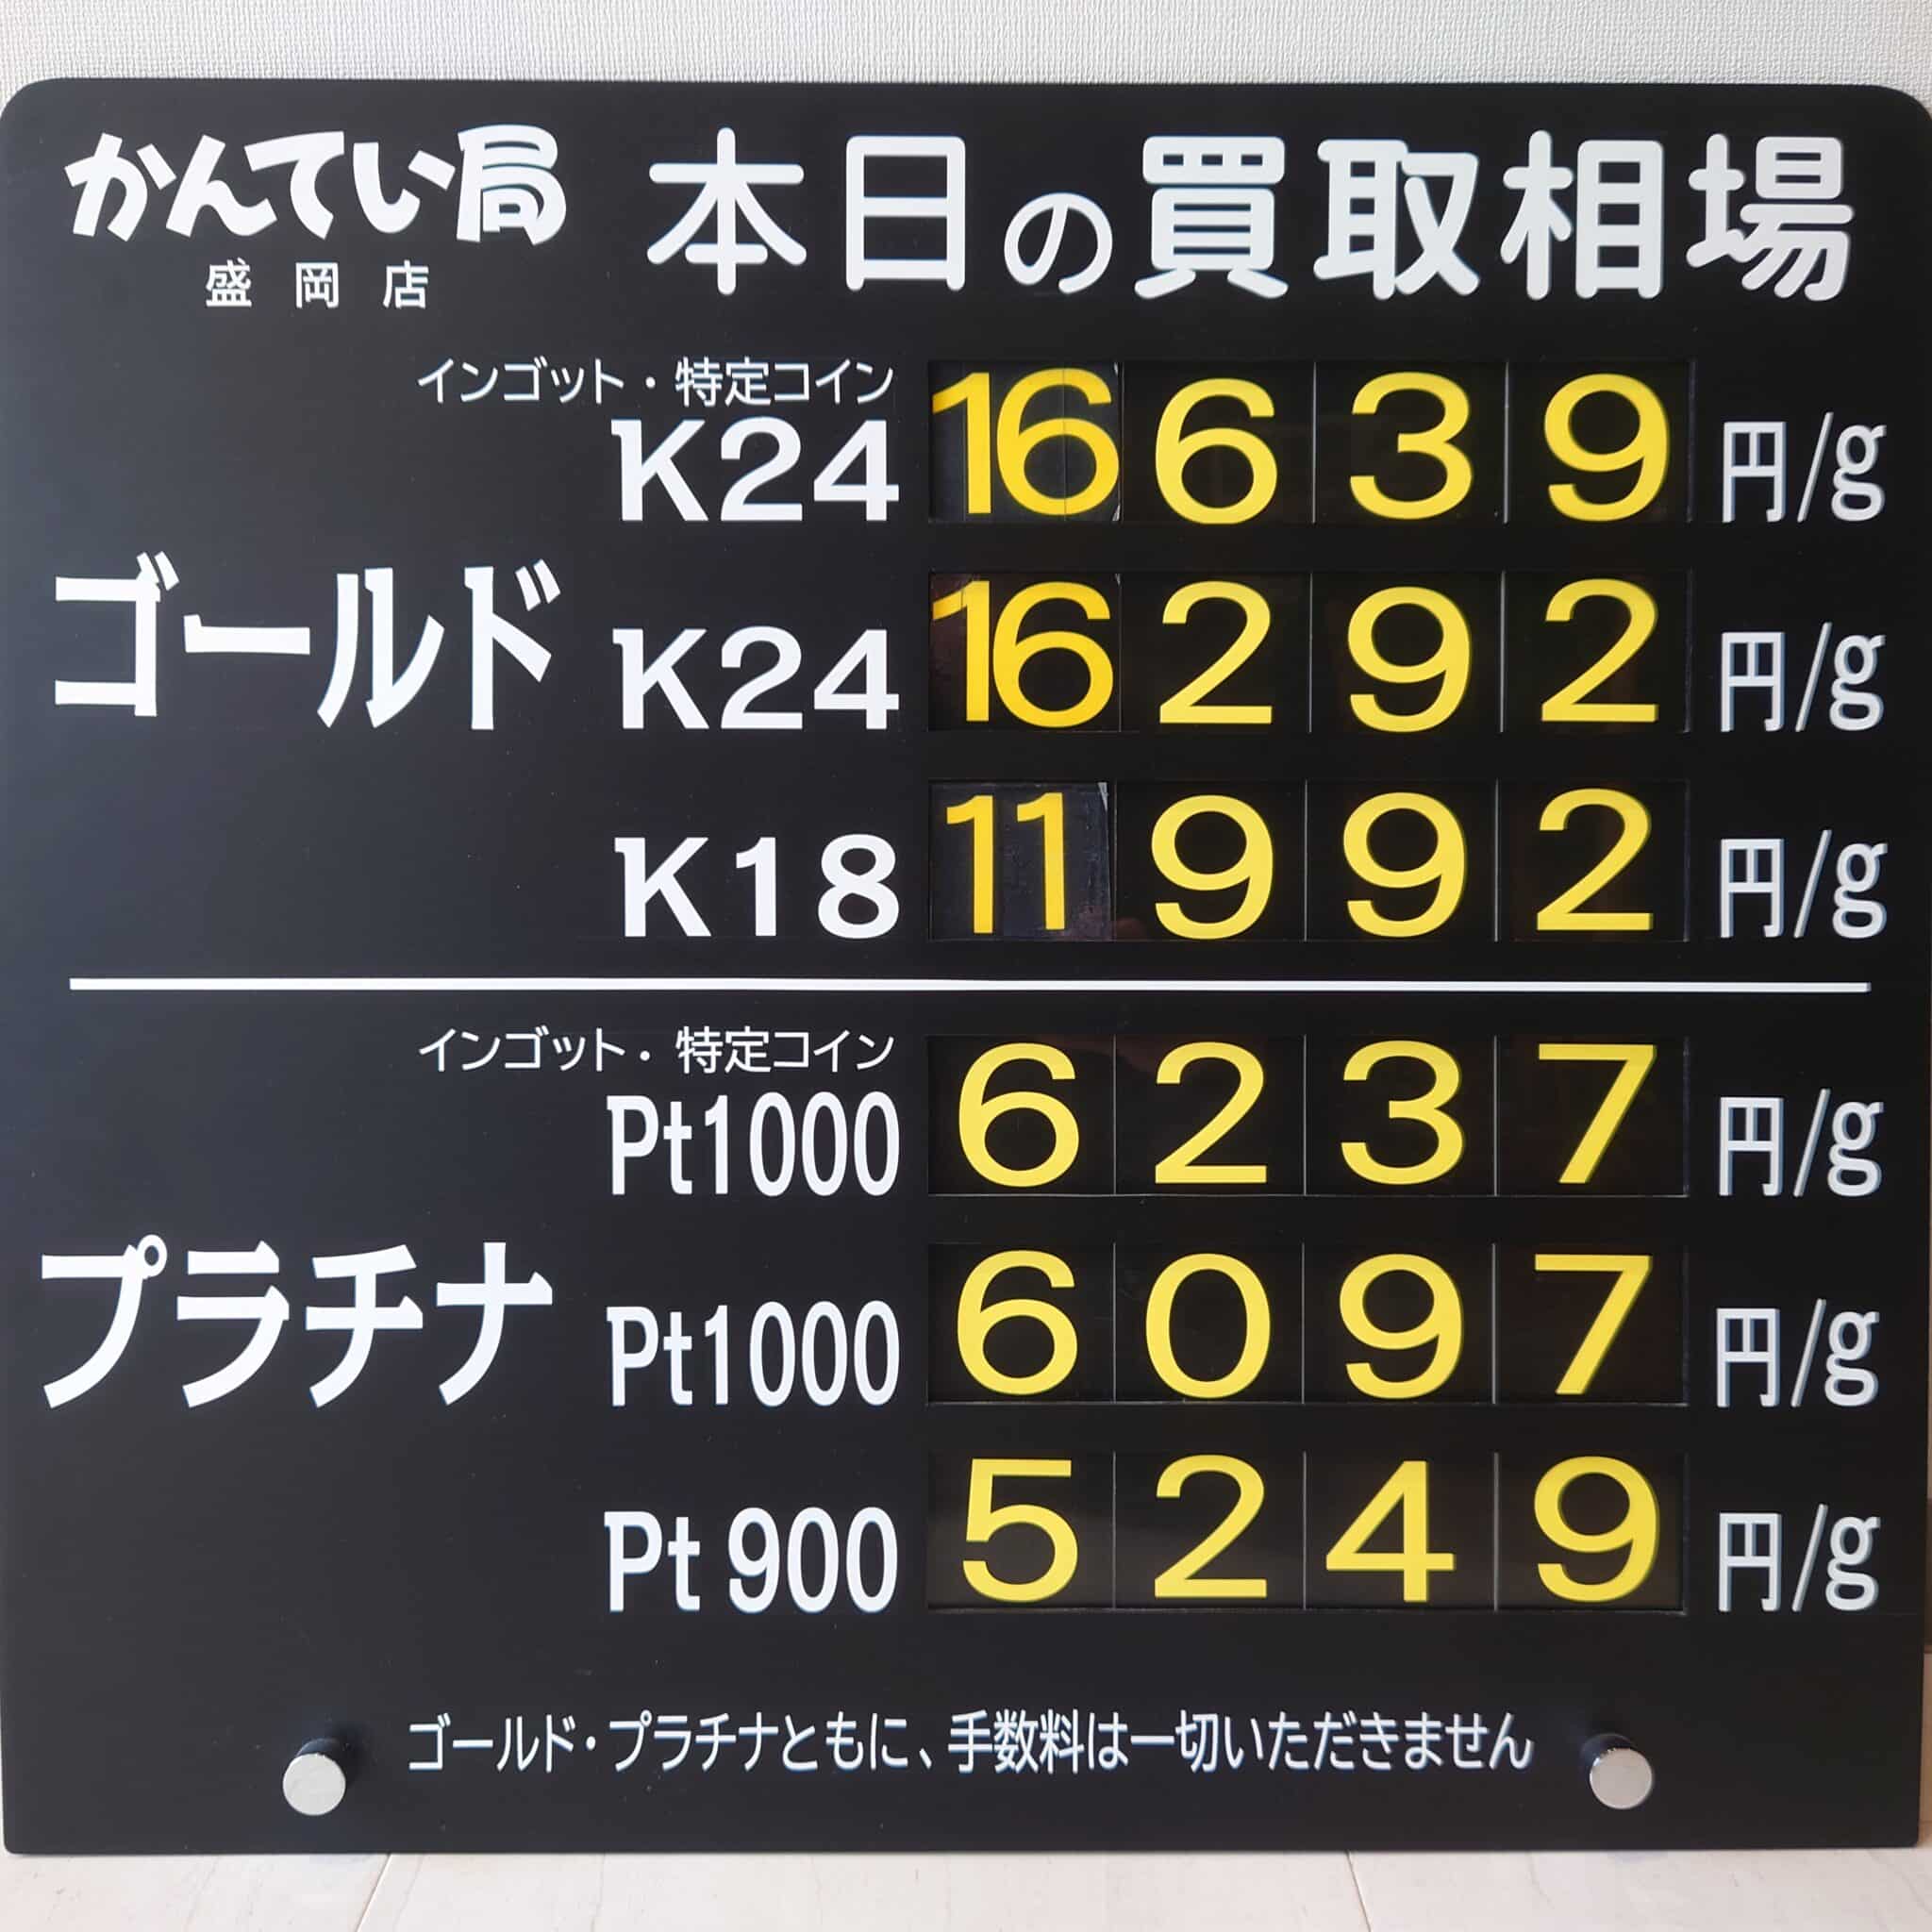 かんてい局 本日の買取相場
盛岡店
インゴット・特定コイン
K24 16639 円/g
ゴールド K24 16292 円/g
K18 11992 円/g
インゴット・特定コイン
Pt1000 6237 円/g
プラチナ Pt1000 6097 円/g
Pt 900 5249 円/g
ゴールド・プラチナともに、手数料は一切いただきません